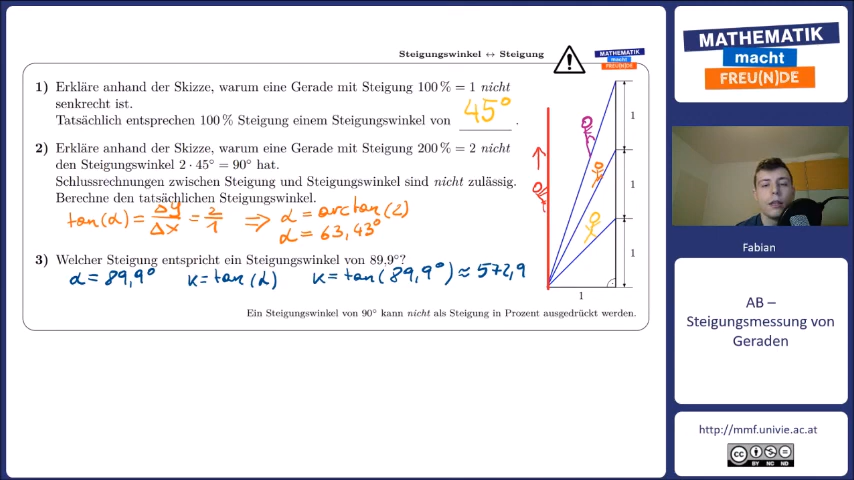 Steigungswinkel ↔ Steigung
MATHEMATIK
macht
FREU(N)DE
1) Erkläre anhand der Skizze, warum eine Gerade mit Steigung 100 % = 1 nicht
senkrecht ist.
Tatsächlich entsprechen 100 % Steigung einem Steigungswinkel von 45° .
2) Erkläre anhand der Skizze, warum eine Gerade mit Steigung 200 % = 2 nicht
den Steigungswinkel 2 · 45° = 90° hat.
Schlussrechnungen zwischen Steigung und Steigungswinkel sind nicht zulässig.
Berechne den tatsächlichen Steigungswinkel.
tan(α) = Δy/Δx = 2/1 ⇒ α = arctan(2)
α = 63,43°
3) Welcher Steigung entspricht ein Steigungswinkel von 89,9°?
α = 89,9° k = tan(α) k = tan(89,9°) ≈ 572,9
Ein Steigungswinkel von 90° kann nicht als Steigung in Prozent ausgedrückt werden.
1
1
1
1
MATHEMATIK
macht
FREU(N)DE
Fabian
AB –
Steigungsmessung von
Geraden
http://mmf.univie.ac.at
cc
BY NC ND